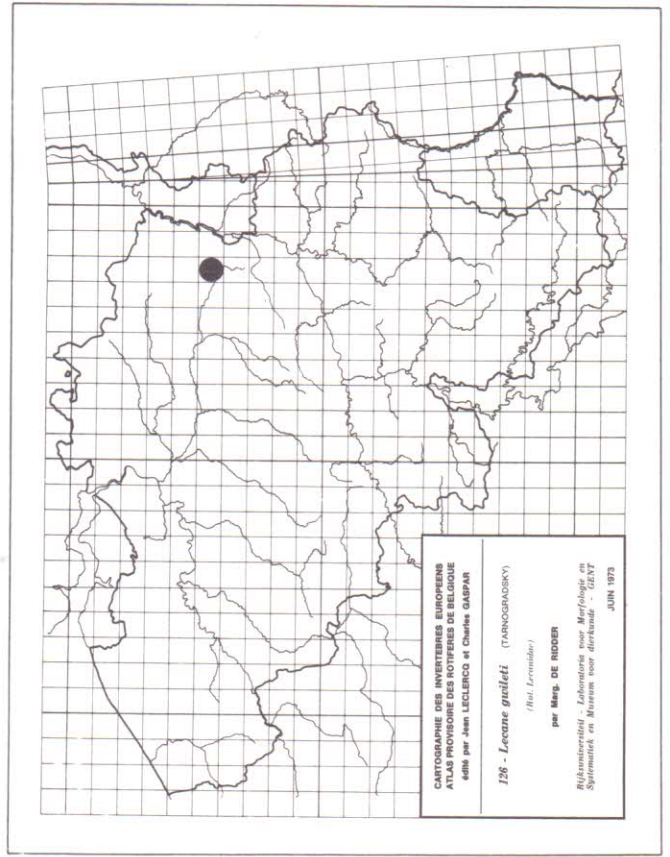 CARTOGRAPHIE DES INVERTEBRES EUROPEENS
ATLAS PROVISOIRE DES ROTIFERES DE BELGIQUE
édité par Jean LECLERCQ et Charles GASPAR
126 - Lecane gwileti (TARNOGRADSKY)
(Rot. Lecanidae)
par Marg. DE RIDDER
Rijksuniversiteit - Laboratoria voor Morfologie en
Systematiek en Museum voor dierkunde - GENT
JUIN 1973